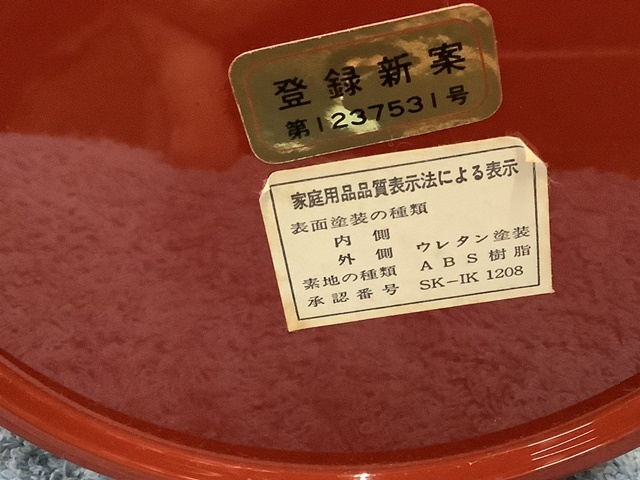 登録新案
第1237531号
家庭用品品質表示法による表示
表面塗装の種類
内側
外側 ウレタン塗装
素地の種類 ABS樹脂
承認番号 SK-IK 1208